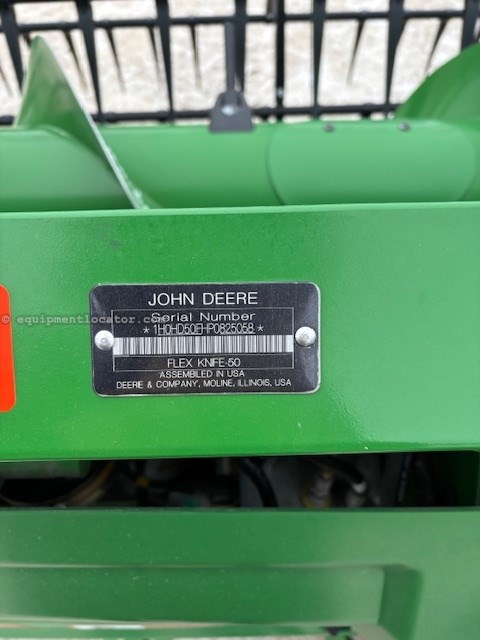 JOHN DEERE
Serial Number
*1H0HD50EHP0825058*
FLEX KNIFE-50
ASSEMBLED IN USA
DEERE & COMPANY, MOLINE, ILLINOIS, USA
© equipmentlocator.com